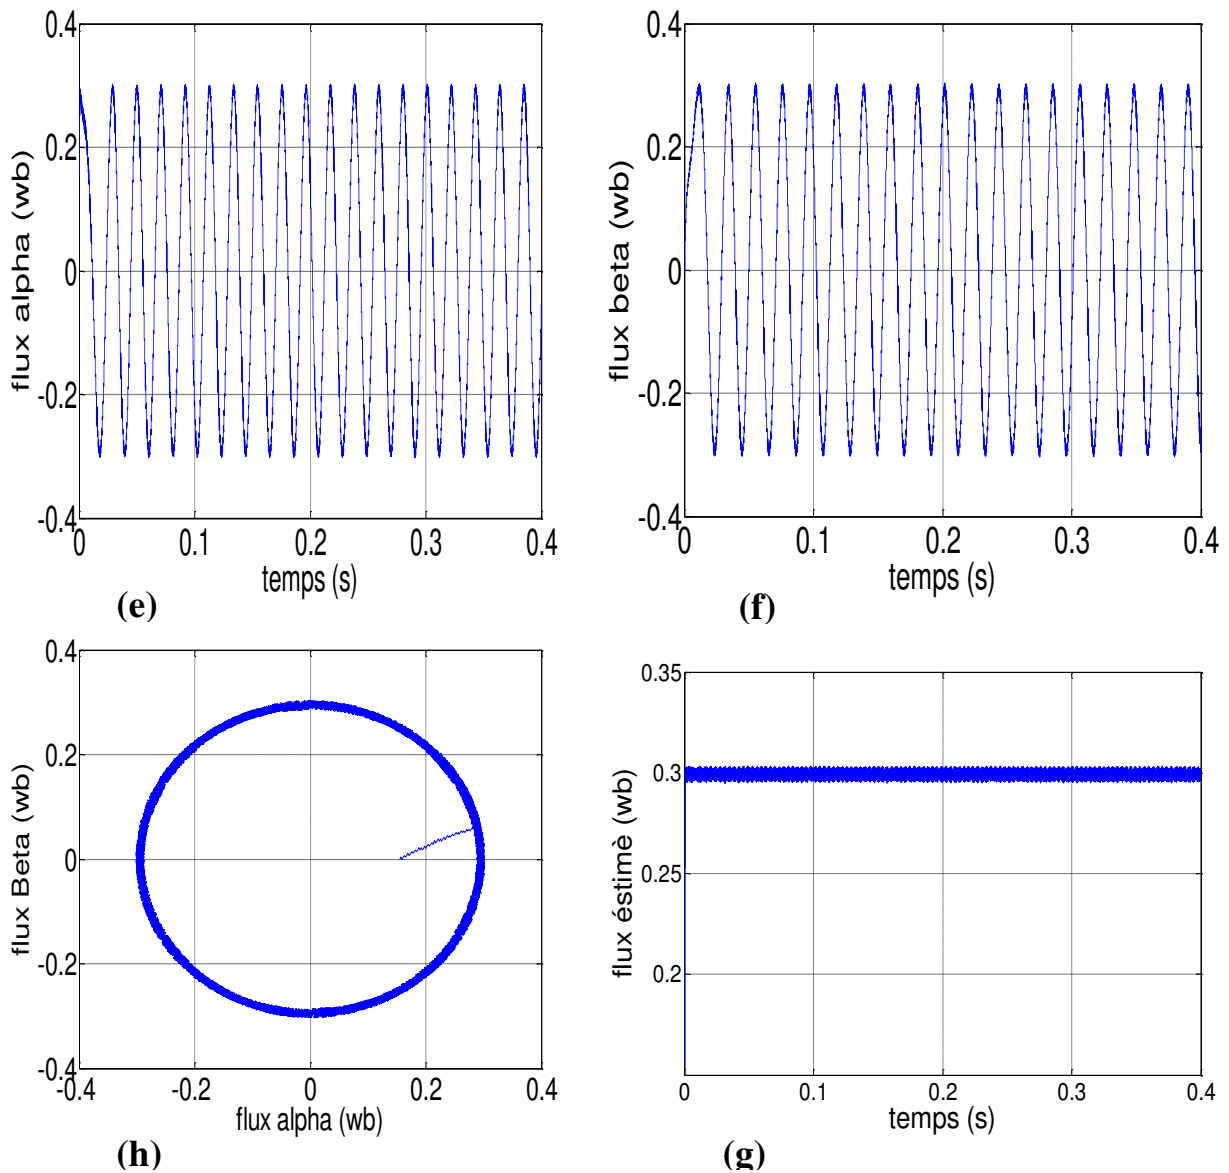 0.4
0.2
0
-0.2
-0.4
flux alpha (wb)
0 0.1 0.2 0.3 0.4
temps (s)
(e)
0.4
0.2
0
-0.2
-0.4
flux beta (wb)
0 0.1 0.2 0.3 0.4
temps (s)
(f)
0.4
0.2
0
-0.2
-0.4
flux Beta (wb)
-0.4 -0.2 0 0.2 0.4
flux alpha (wb)
(h)
0.35
0.3
0.25
0.2
flux éstimè (wb)
0 0.1 0.2 0.3 0.4
temps (s)
(g)